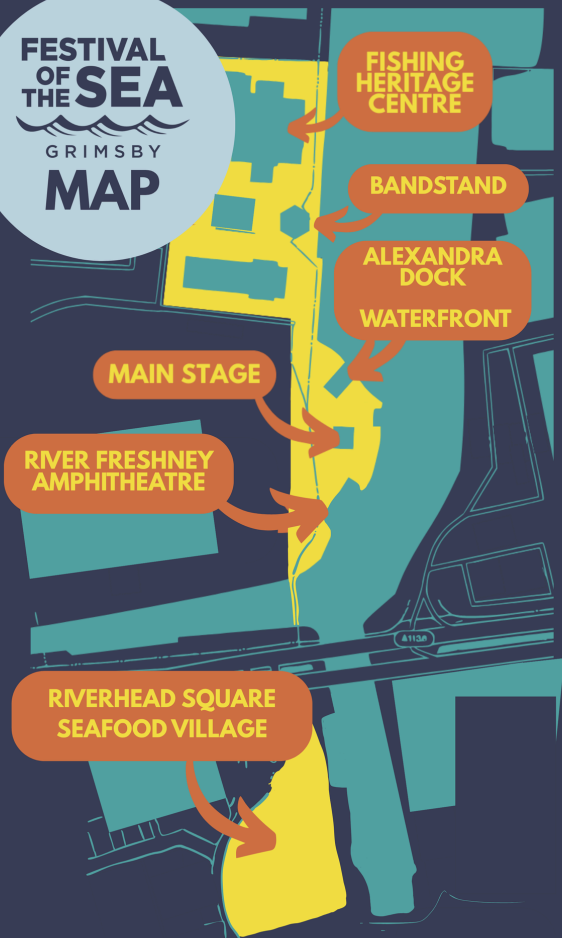 FESTIVAL
OF
THE SEA
GRIMSBY
MAP
FISHING
HERITAGE
CENTRE
BANDSTAND
ALEXANDRA
DOCK
WATERFRONT
MAIN STAGE
RIVER FRESHNEY
AMPHITHEATRE
A1136
RIVERHEAD SQUARE
SEAFOOD VILLAGE